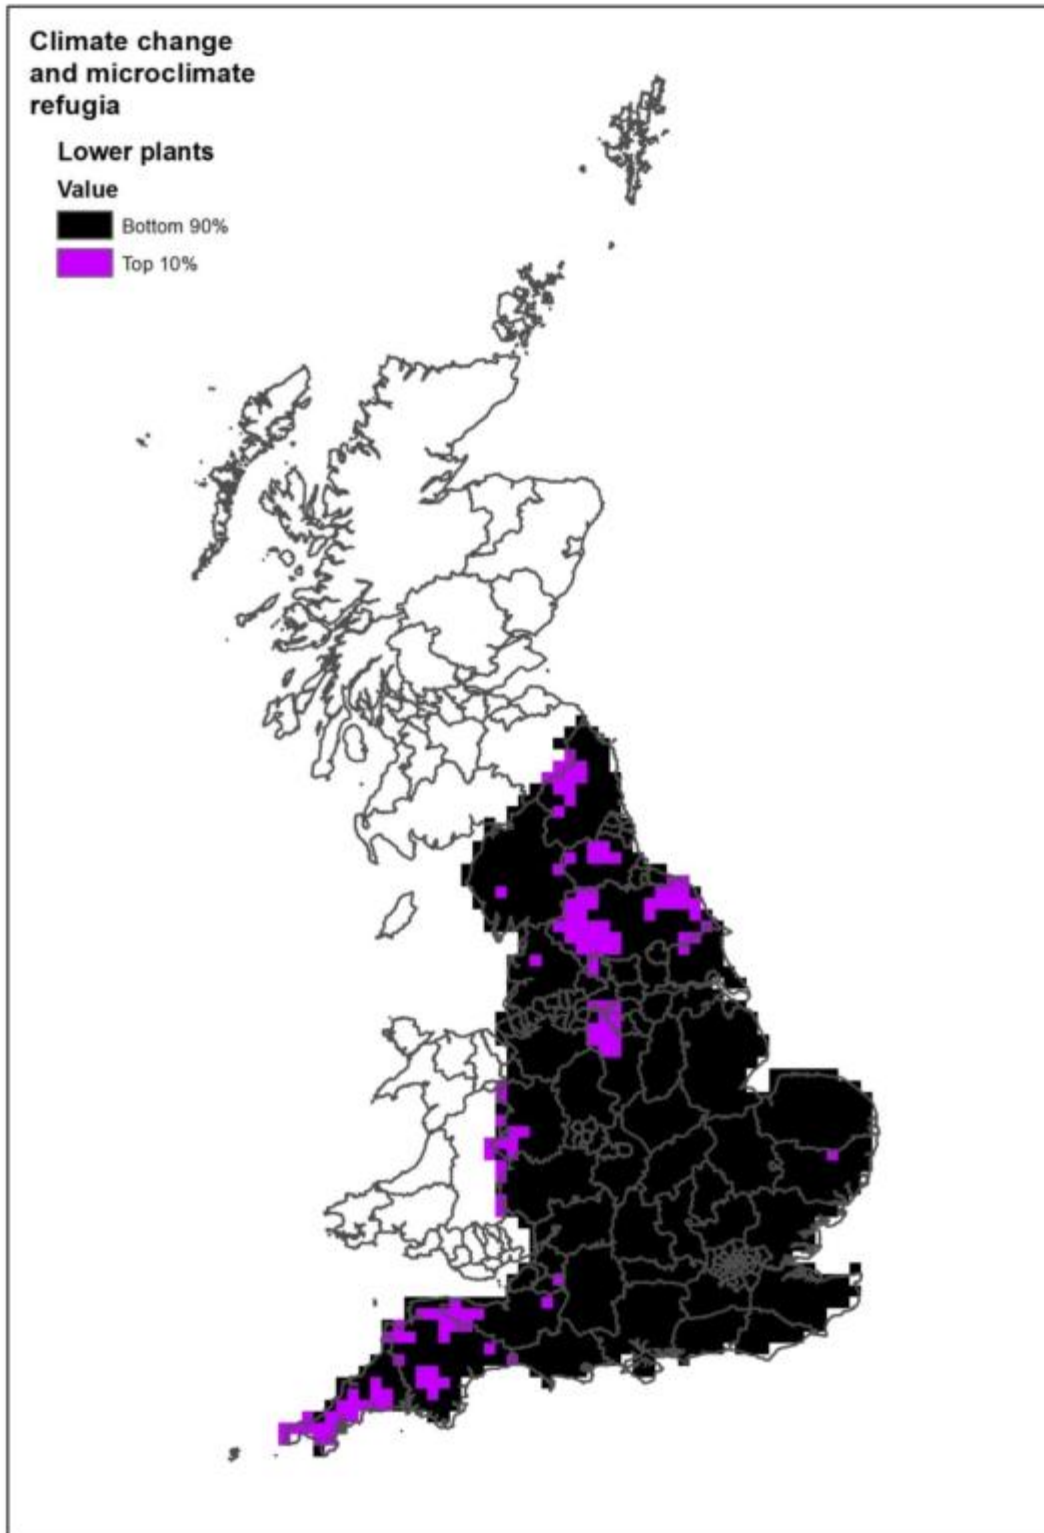 Climate change
and microclimate
refugia
Lower plants
Value
Bottom 90%
Top 10%